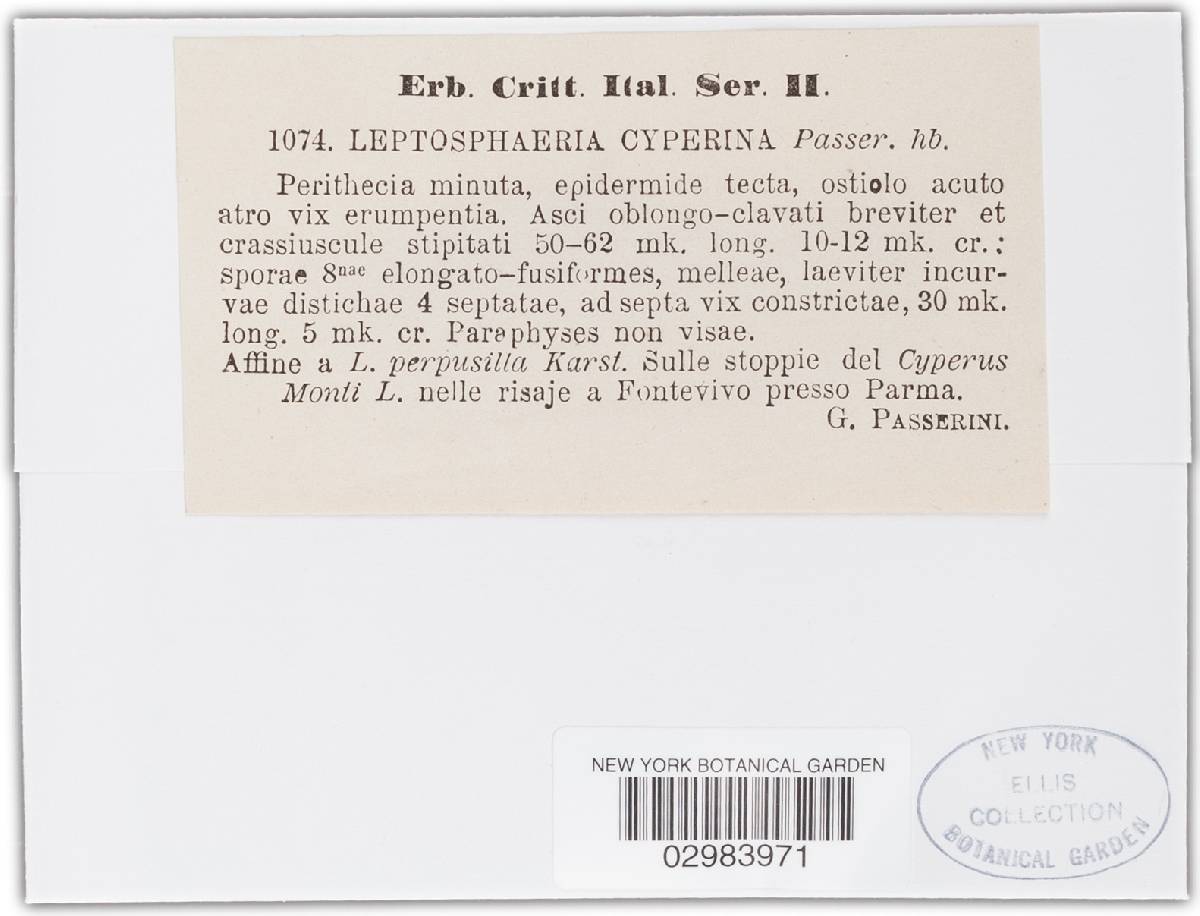 Erb. Critt. Ital. Ser. II.
1074. LEPTOSPHAERIA CYPERINA Passer. hb.
Perithecia minuta, epidermide tecta, ostiolo acuto
atro vix erumpentia. Asci oblongo-clavati breviter et
crassiuscule stipitati 50-62 mk. long. 10-12 mk. cr.;
sporae 8nae elongato-fusiformes, melleae, laeviter incur-
vae distichae 4 septatae, ad septa vix constrictae, 30 mk.
long. 5 mk. cr. Paraphyses non visae.
Affine a L. perpusilla Karst. Sulle stoppie del Cyperus
Monti L. nelle risaje a Fontevivo presso Parma.
G. PASSERINI.
NEW YORK BOTANICAL GARDEN
02983971
NEW YORK
ELLIS
COLLECTION
BOTANICAL GARDEN